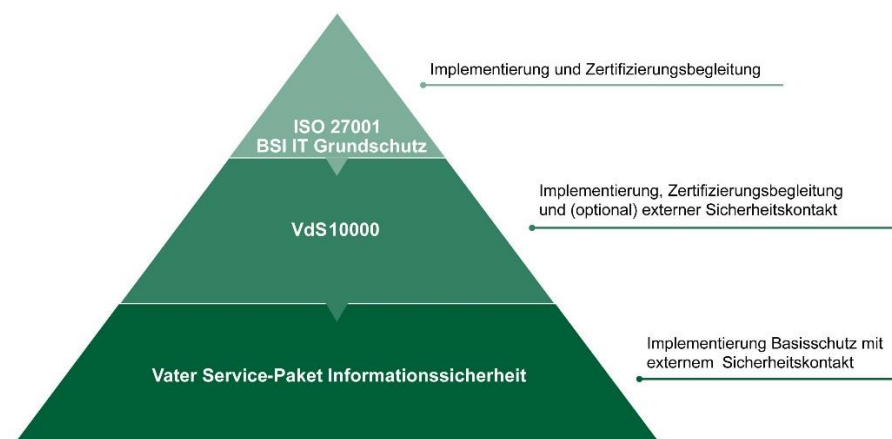 Implementierung und Zertifizierungsbegleitung
ISO 27001
BSI IT Grundschutz
Implementierung, Zertifizierungsbegleitung
und (optional) externer Sicherheitskontakt
VdS10000
Implementierung Basisschutz mit
externem Sicherheitskontakt
Vater Service-Paket Informationssicherheit